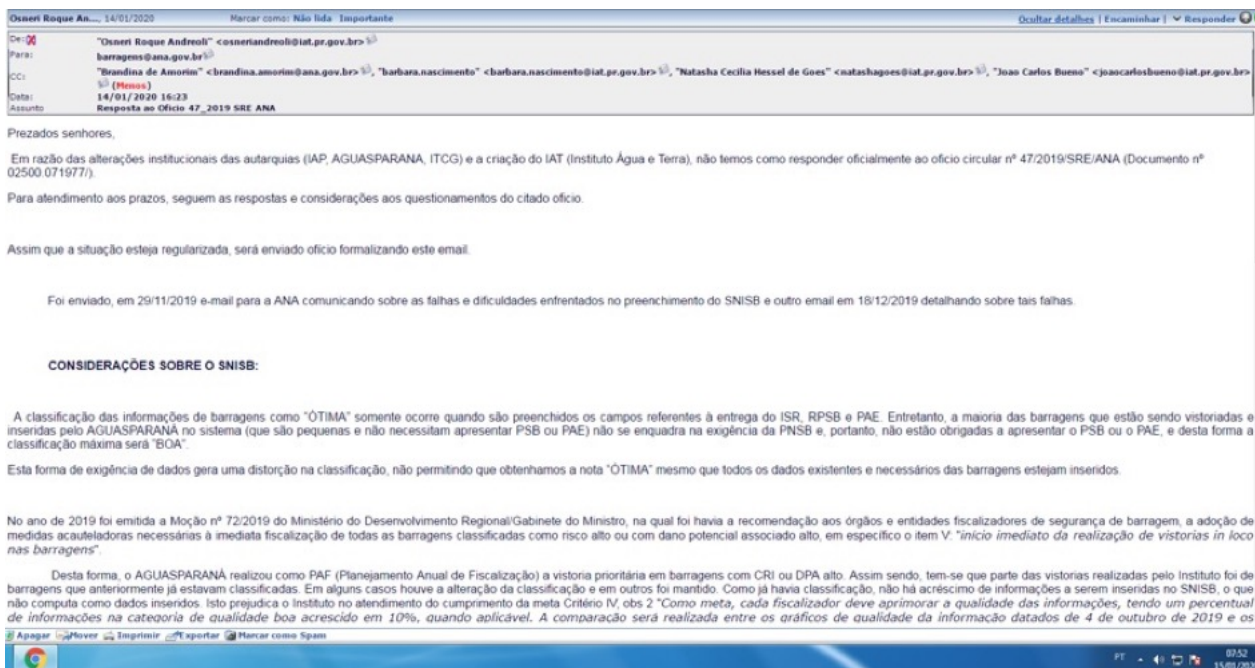 Osneri Roque An..., 14/01/2020 Marcar como: Não lida Importante Ocultar detalhes | Encaminhar | Responder
De: "Osneri Roque Andreoli" <osneriandreoli@iat.pr.gov.br>
Para: barragens@ana.gov.br
CC: "Brandina de Amorim" <brandina.amorim@ana.gov.br>, "barbara.nascimento" <barbara.nascimento@iat.pr.gov.br>, "Natasha Cecilia Hessel de Goes" <natashagoes@iat.pr.gov.br>, "Joao Carlos Bueno" <joaocarlosbueno@iat.pr.gov.br>
(Menos)
Data: 14/01/2020 16:23
Assunto Resposta ao Oficio 47_2019 SRE ANA
Prezados senhores,
Em razão das alterações institucionais das autarquias (IAP, AGUASPARANA, ITCG) e a criação do IAT (Instituto Água e Terra), não temos como responder oficialmente ao oficio circular nº 47/2019/SRE/ANA (Documento nº
02500.071977/).
Para atendimento aos prazos, seguem as respostas e considerações aos questionamentos do citado oficio.
Assim que a situação esteja regularizada, será enviado ofício formalizando este email.
Foi enviado, em 29/11/2019 e-mail para a ANA comunicando sobre as falhas e dificuldades enfrentados no preenchimento do SNISB e outro email em 18/12/2019 detalhando sobre tais falhas.
CONSIDERAÇÕES SOBRE O SNISB:
A classificação das informações de barragens como "ÓTIMA" somente ocorre quando são preenchidos os campos referentes à entrega do ISR, RPSB e PAE. Entretanto, a maioria das barragens que estão sendo vistoriadas e
inseridas pelo AGUASPARANÁ no sistema (que são pequenas e não necessitam apresentar PSB ou PAE) não se enquadra na exigência da PNSB e, portanto, não estão obrigadas a apresentar o PSB ou o PAE, e desta forma a
classificação máxima será "BOA".
Esta forma de exigência de dados gera uma distorção na classificação, não permitindo que obtenhamos a nota "ÓTIMA" mesmo que todos os dados existentes e necessários das barragens estejam inseridos.
No ano de 2019 foi emitida a Moção nº 72/2019 do Ministério do Desenvolvimento Regional/Gabinete do Ministro, na qual foi havia a recomendação aos órgãos e entidades fiscalizadores de segurança de barragem, a adoção de
medidas acauteladoras necessárias à imediata fiscalização de todas as barragens classificadas como risco alto ou com dano potencial associado alto, em específico o item V: "início imediato da realização de vistorias in loco
nas barragens".
Desta forma, o AGUASPARANÁ realizou como PAF (Planejamento Anual de Fiscalização) a vistoria prioritária em barragens com CRI ou DPA alto. Assim sendo, tem-se que parte das vistorias realizadas pelo Instituto foi de
barragens que anteriormente já estavam classificadas. Em alguns casos houve a alteração da classificação e em outros foi mantido. Como já havia classificação, não há acréscimo de informações a serem inseridas no SNISB, o que
não computa como dados inseridos. Isto prejudica o Instituto no atendimento do cumprimento da meta Critério IV, obs 2 "Como meta, cada fiscalizador deve aprimorar a qualidade das informações, tendo um percentual
de informações na categoria de qualidade boa acrescido em 10%, quando aplicável. A comparação será realizada entre os gráficos de qualidade da informação datados de 4 de outubro de 2019 e os
Apagar Mover Imprimir Exportar Marcar como Spam
PT 07:52